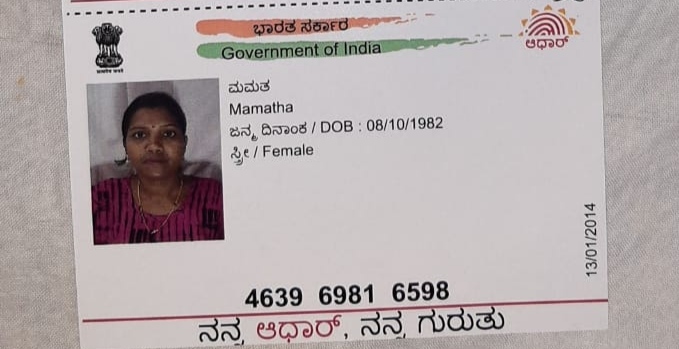 ಭಾರತ ಸರ್ಕಾರ
Government of India
ಆಧಾರ್
ಮಮತ
Mamatha
ಜನ್ಮ ದಿನಾಂಕ / DOB : 08/10/1982
ಸ್ತ್ರೀ / Female
13/01/2014
4639 6981 6598
ನನ್ನ ಆಧಾರ್, ನನ್ನ ಗುರುತು